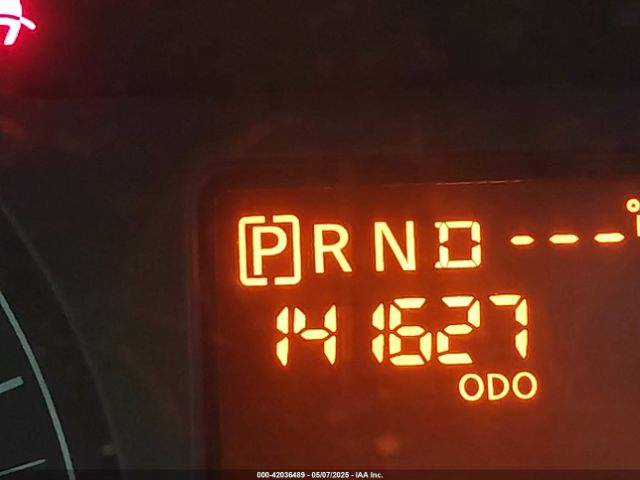 P R N D ---°
141627
ODO
000-42036489 - 05/07/2025 - IAA Inc.